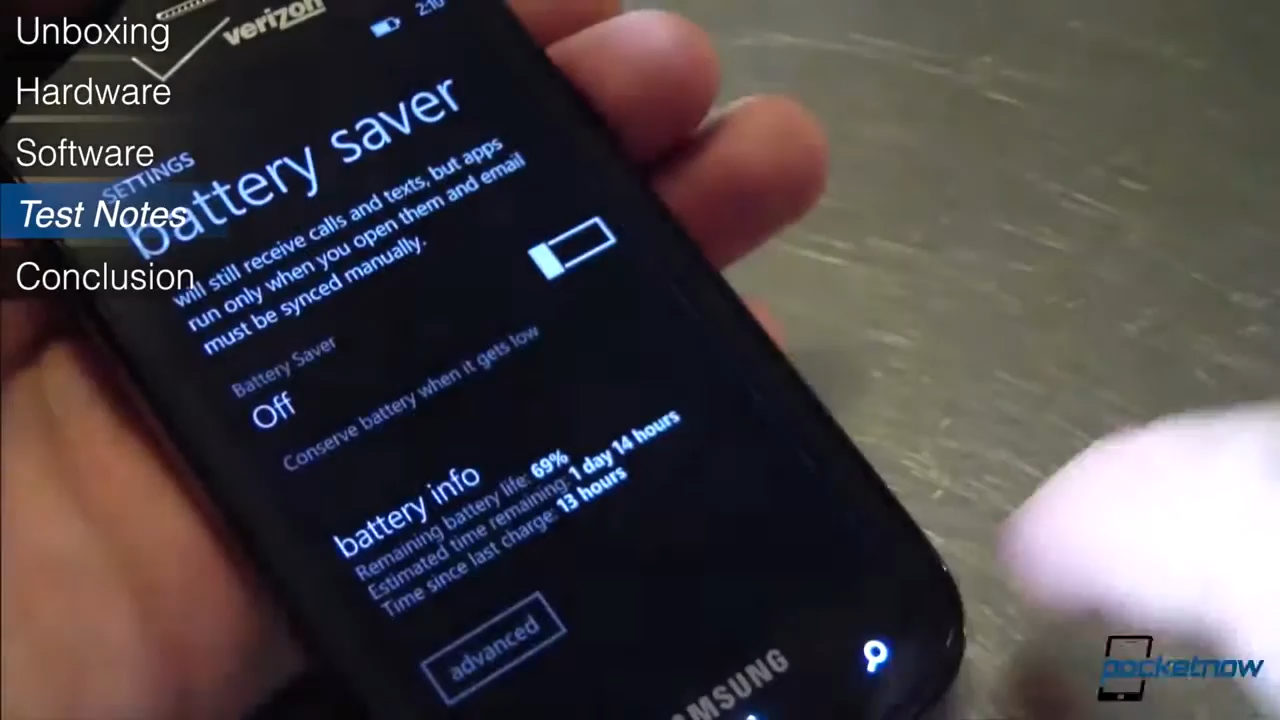 Unboxing
Hardware
Software
Test Notes
Conclusion
verizon
2:10
SETTINGS
battery saver
will still receive calls and texts, but apps
run only when you open them and email
must be synced manually.
Battery Saver
Off
Conserve battery when it gets low
battery info
Remaining battery life: 69%
Estimated time remaining: 1 day 14 hours
Time since last charge: 13 hours
advanced
AMSUNG
pocketnow